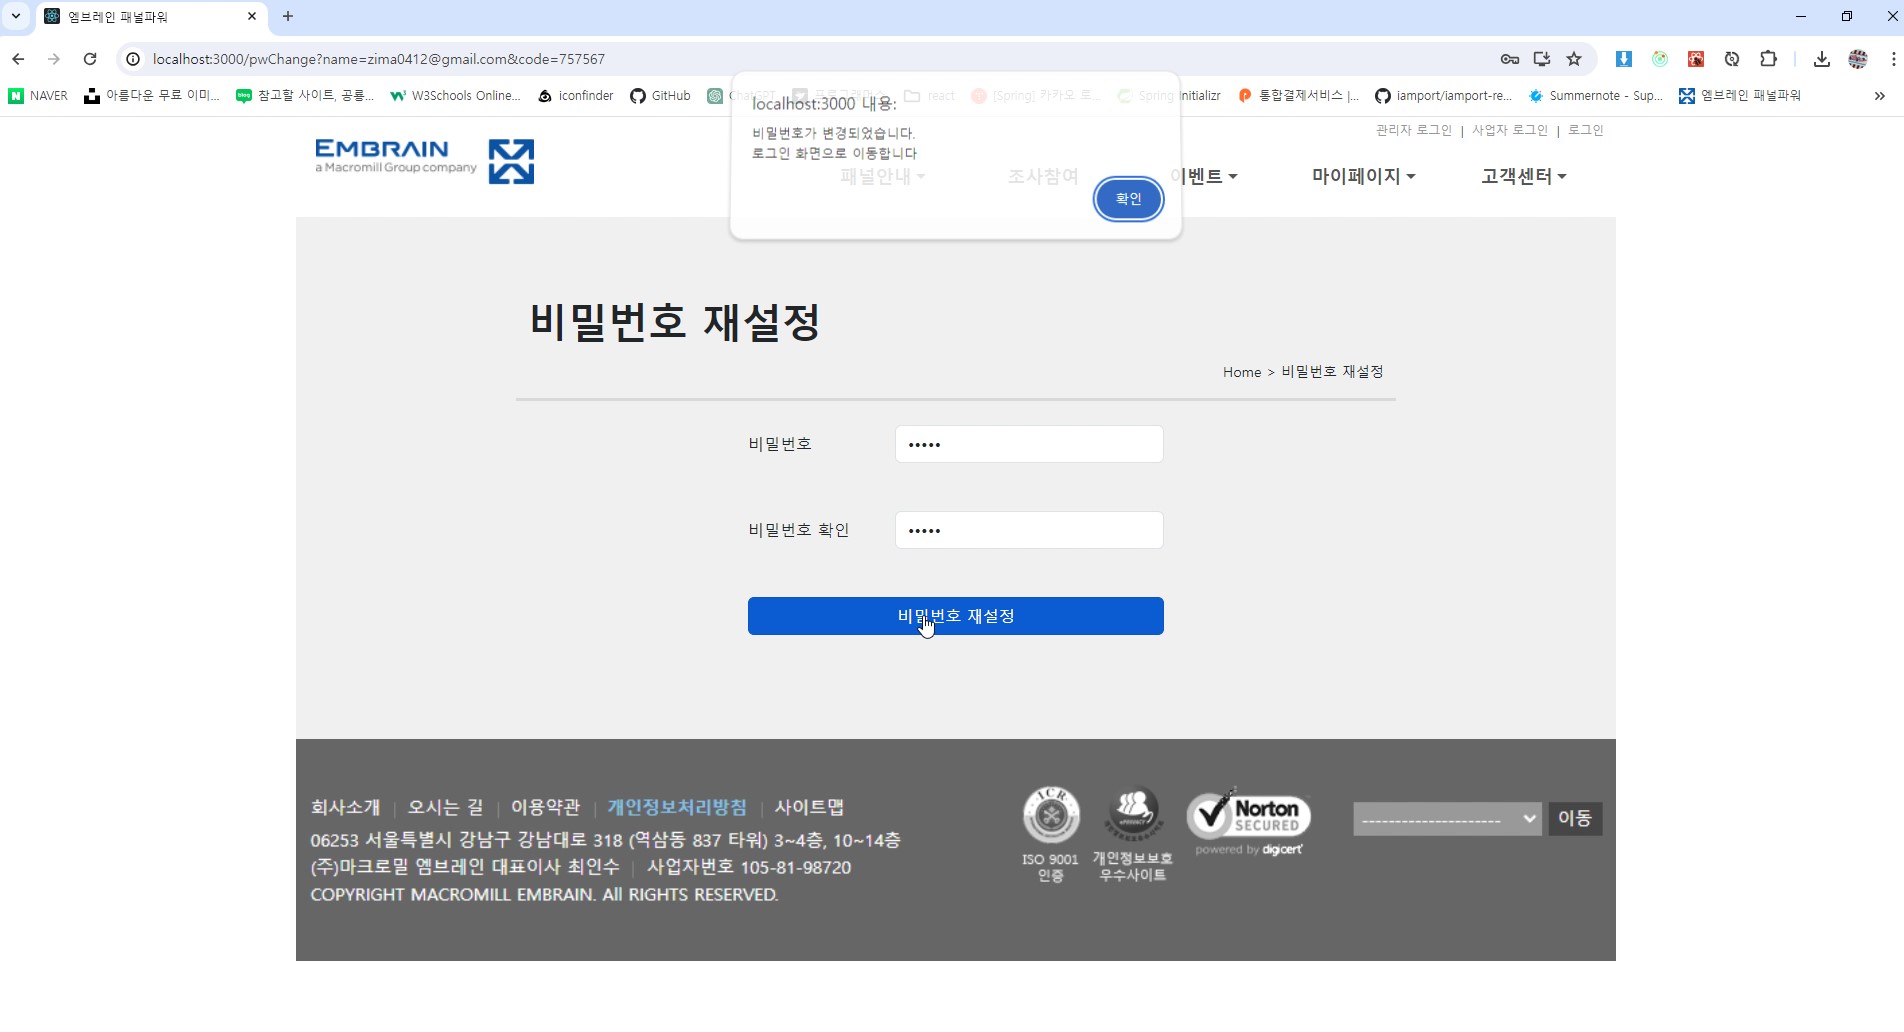 엠브레인 패널파워
localhost:3000/pwChange?name=zima0412@gmail.com&code=757567
NAVER 아름다운 무료 이미... 참고할 사이트, 공룡... W3Schools Online... iconfinder GitHub ChatGPT react [Spring] 카카오 로... Spring Initializr 통합결제서비스 |... iamport/iamport-re... Summernote - Sup... 엠브레인 패널파워
localhost:3000 내용:
비밀번호가 변경되었습니다.
로그인 화면으로 이동합니다
확인
관리자 로그인 | 사업자 로그인 | 로그인
EMBRAIN
a Macromill Group company
패널안내 조사참여 이벤트 마이페이지 고객센터
비밀번호 재설정
Home > 비밀번호 재설정
비밀번호 •••••
비밀번호 확인 •••••
비밀번호 재설정
회사소개 | 오시는 길 | 이용약관 | 개인정보처리방침 | 사이트맵
06253 서울특별시 강남구 강남대로 318 (역삼동 837 타워) 3~4층, 10~14층
(주)마크로밀 엠브레인 대표이사 최인수 | 사업자번호 105-81-98720
COPYRIGHT MACROMILL EMBRAIN. All RIGHTS RESERVED.
ICR
ISO 9001
인증
개인정보보호
우수사이트
Norton
SECURED
powered by digicert
---------------------
이동